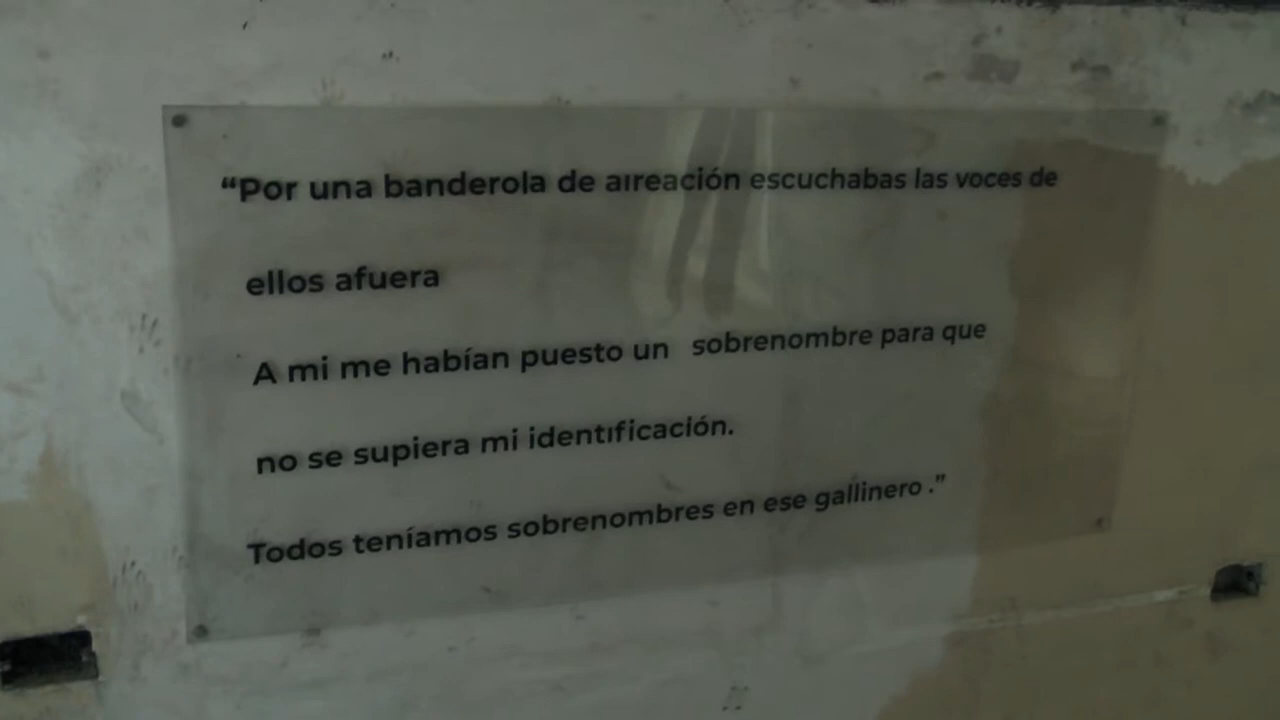 “Por una banderola de aireación escuchabas las voces de
ellos afuera
A mi me habían puesto un sobrenombre para que
no se supiera mi identificación.
Todos teníamos sobrenombres en ese gallinero .”